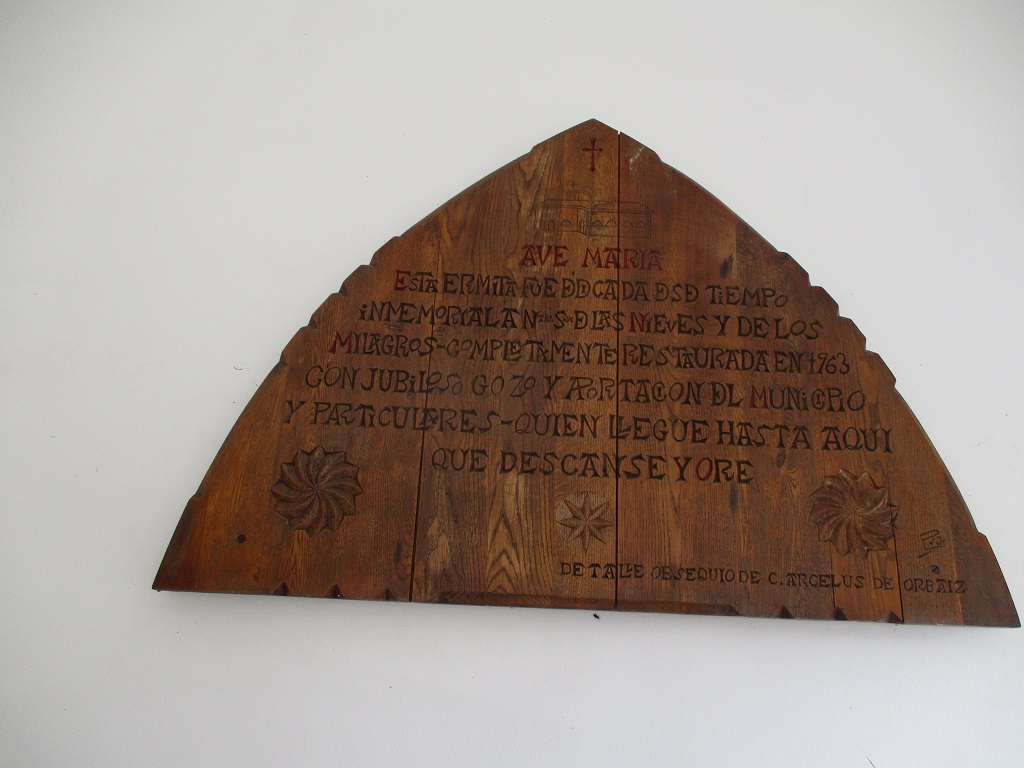 AVE MARIA
ESTA ERMITA FUE DDCADA DSD TIEMPO
INMEMORIAL A NTRA SRA D LAS NIEVES Y DE LOS
MILAGROS-COMPLETAMENTE RESTAURADA EN 1963
CON JUBILOSO GOZO Y APORTACION DL MUNICIPIO
Y PARTICULARES-QUIEN LLEGUE HASTA AQUI
QUE DESCANSE Y ORE
DETALLE OBSEQUIO DE C. ARCELUS DE ORBAIZ